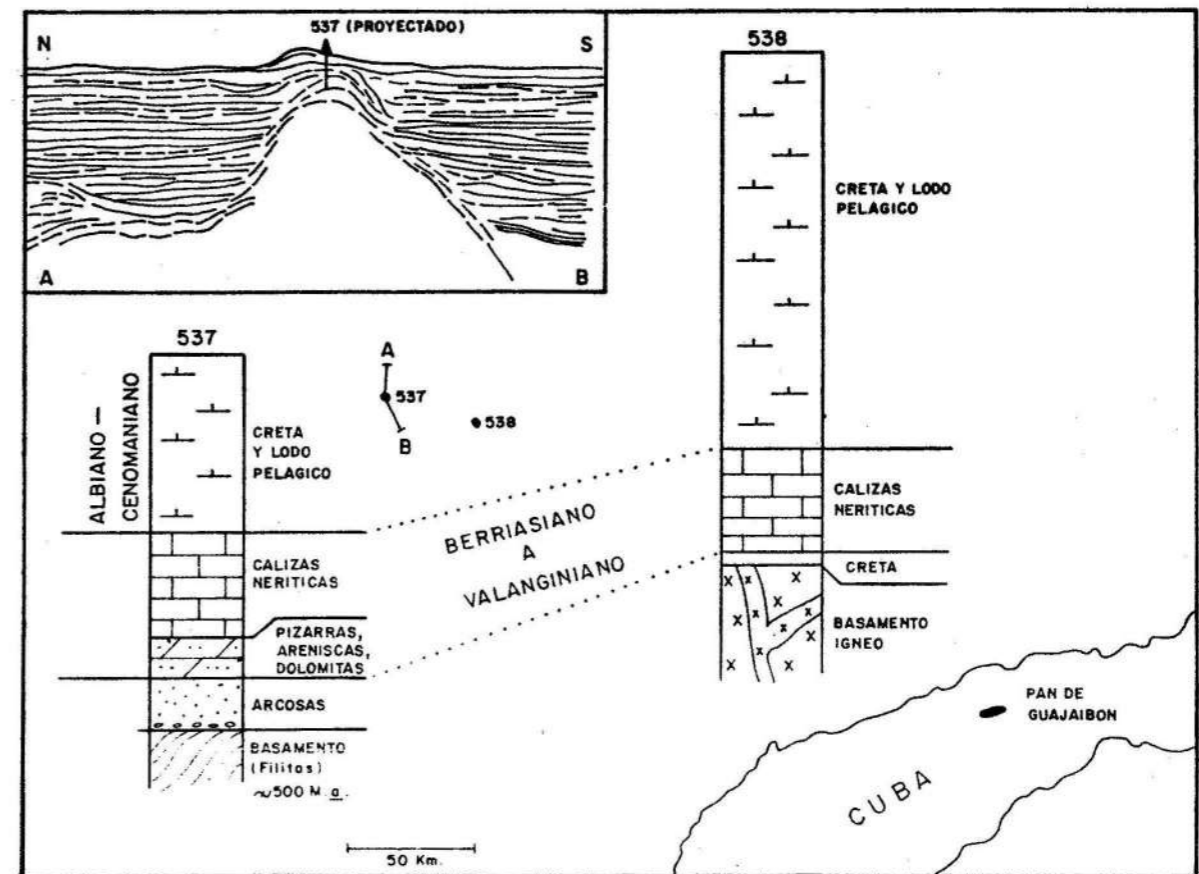 N
537 (PROYECTADO)
S
A
B
538
CRETA Y LODO
PELAGICO
537
ALBIANO —
CENOMANIANO
CRETA
Y LODO
PELAGICO
A
537
B
538
BERRIASIANO
A
VALANGINIANO
CALIZAS
NERITICAS
CRETA
BASAMENTO
IGNEO
CALIZAS
NERITICAS
PIZARRAS,
ARENISCAS,
DOLOMITAS
ARCOSAS
BASAMENTO
(Filitas)
~500 M.a.
50 Km.
PAN DE
GUAJAIBON
CUBA